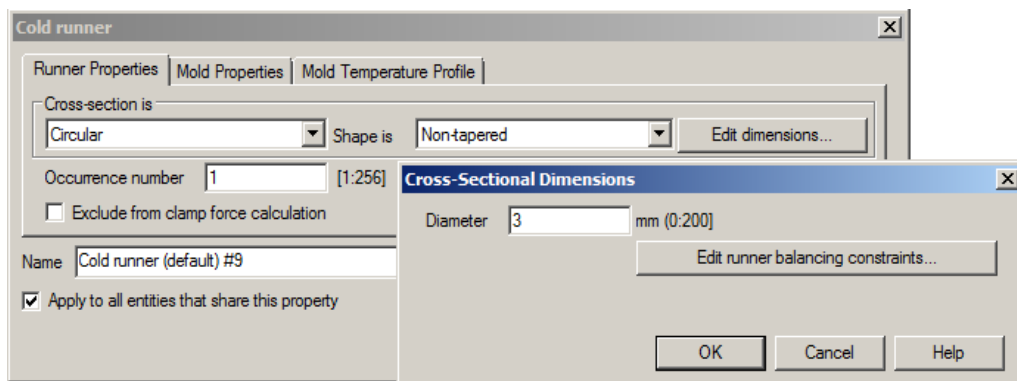 Cold runner
Runner Properties Mold Properties Mold Temperature Profile
Cross-section is
Circular Shape is Non-tapered Edit dimensions...
Occurrence number 1 [1:256]
Exclude from clamp force calculation
Name Cold runner (default) #9
Apply to all entities that share this property
Cross-Sectional Dimensions
Diameter 3 mm (0:200]
Edit runner balancing constraints...
OK Cancel Help